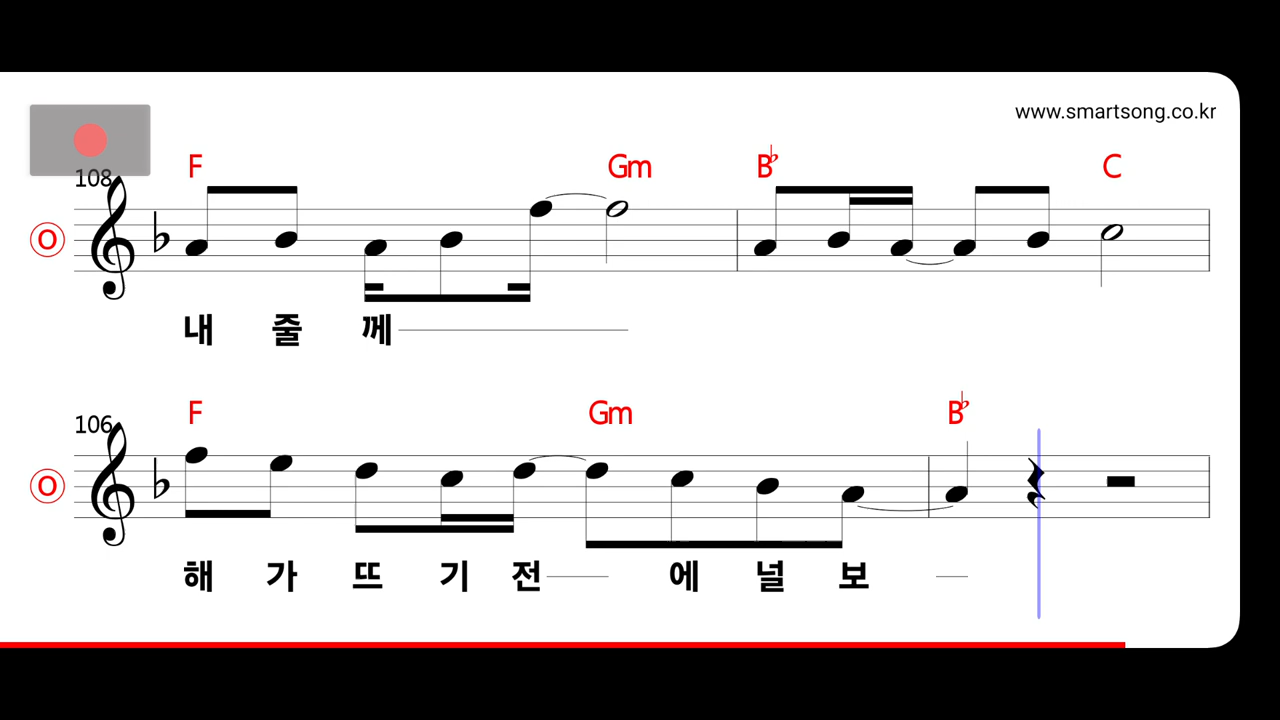 www.smartsong.co.kr
108
F Gm B♭ C
O
내 줄 께
106
F Gm B♭
O
해 가 뜨 기 전 에 널 보